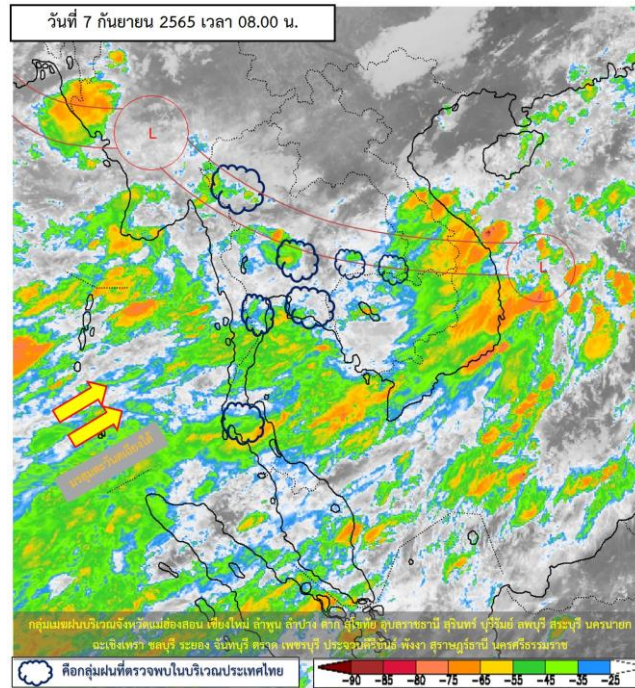 วันที่ 7 กันยายน 2565 เวลา 08.00 น.
L
L
มรสุมตะวันตกเฉียงใต้
กลุ่มเมฆฝนบริเวณจังหวัดแม่ฮ่องสอน เชียงใหม่ ลำพูน ลำปาง ตาก สุโขทัย อุบลราชธานี สุรินทร์ บุรีรัมย์ ลพบุรี สระบุรี นครนายก
ฉะเชิงเทรา ชลบุรี ระยอง จันทบุรี ตราด เพชรบุรี ประจวบคีรีขันธ์ พังงา สุราษฎร์ธานี นครศรีธรรมราช
คือกลุ่มฝนที่ตรวจพบในบริเวณประเทศไทย
-90 -85 -80 -75 -65 -55 -45 -35 -25